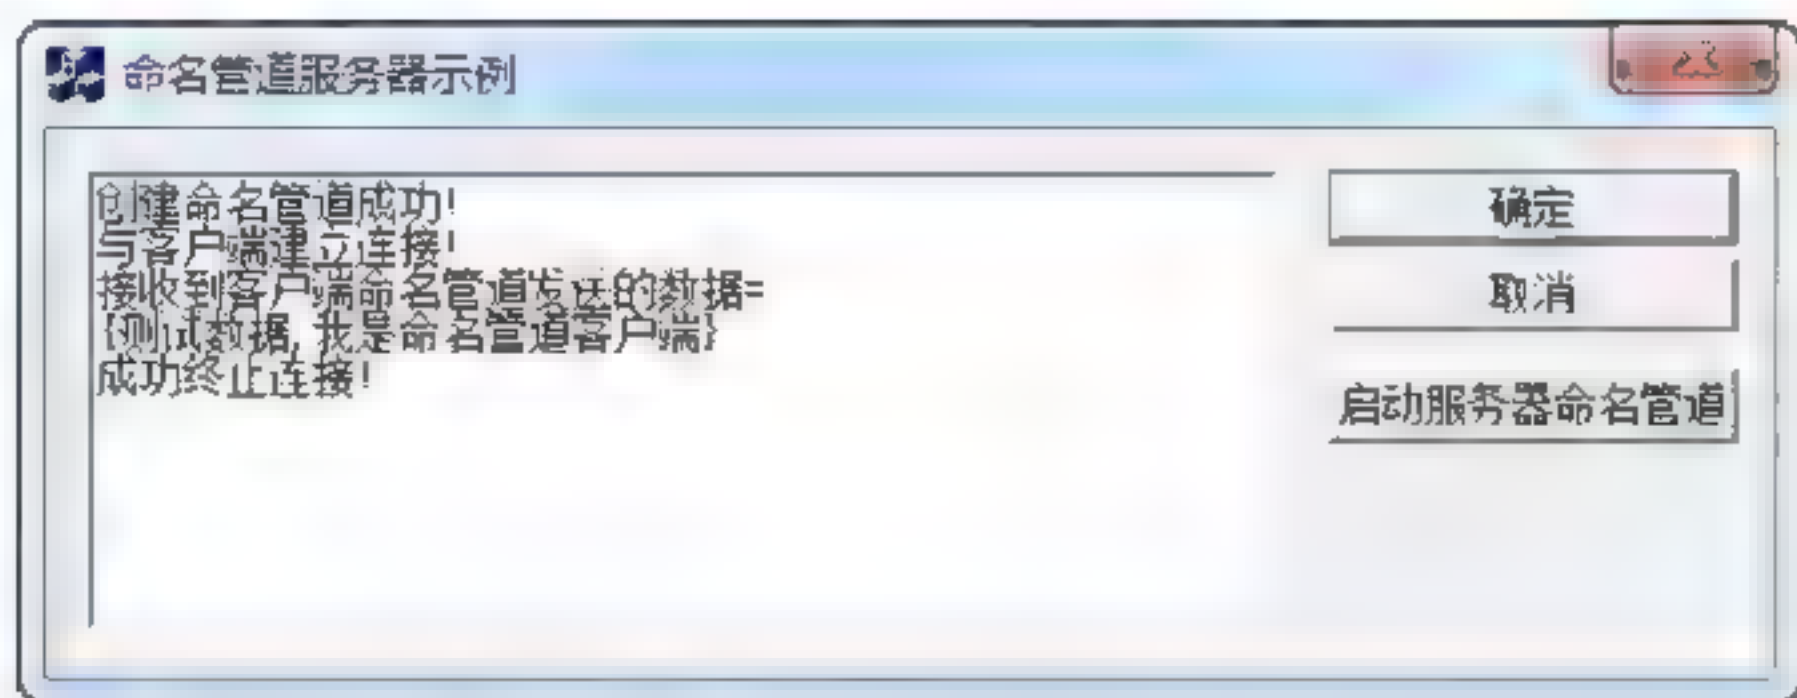 命名管道服务器示例
创建命名管道成功!
与客户端建立连接!
接收到客户端命名管道发送的数据=
{测试数据,我是命名管道客户端}
成功终止连接!
确定
取消
启动服务器命名管道